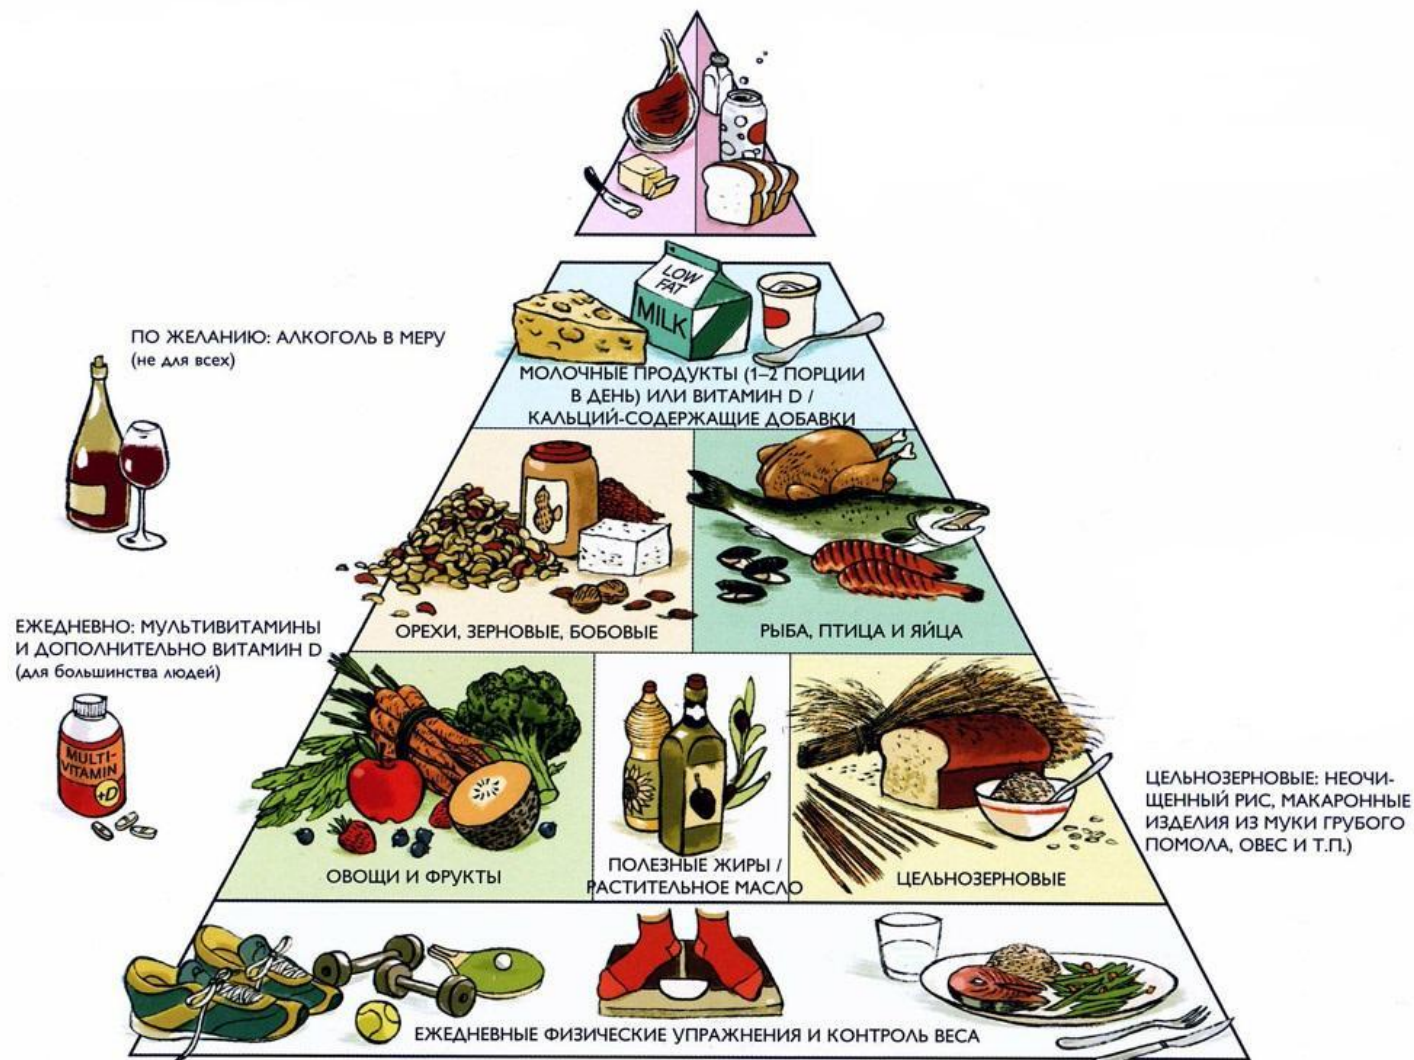 LOW
FAT
MILK
ПО ЖЕЛАНИЮ: АЛКОГОЛЬ В МЕРУ
(не для всех)
МОЛОЧНЫЕ ПРОДУКТЫ (1–2 ПОРЦИИ
В ДЕНЬ) ИЛИ ВИТАМИН D /
КАЛЬЦИЙ-СОДЕРЖАЩИЕ ДОБАВКИ
ОРЕХИ, ЗЕРНОВЫЕ, БОБОВЫЕ
РЫБА, ПТИЦА И ЯЙЦА
ЕЖЕДНЕВНО: МУЛЬТИВИТАМИНЫ
И ДОПОЛНИТЕЛЬНО ВИТАМИН D
(для большинства людей)
MULTI-
VITAMIN
+D
ОВОЩИ И ФРУКТЫ
ПОЛЕЗНЫЕ ЖИРЫ /
РАСТИТЕЛЬНОЕ МАСЛО
ЦЕЛЬНОЗЕРНОВЫЕ
ЦЕЛЬНОЗЕРНОВЫЕ: НЕОЧИ-
ЩЕННЫЙ РИС, МАКАРОННЫЕ
ИЗДЕЛИЯ ИЗ МУКИ ГРУБОГО
ПОМОЛА, ОВЕС И Т.П.)
ЕЖЕДНЕВНЫЕ ФИЗИЧЕСКИЕ УПРАЖНЕНИЯ И КОНТРОЛЬ ВЕСА